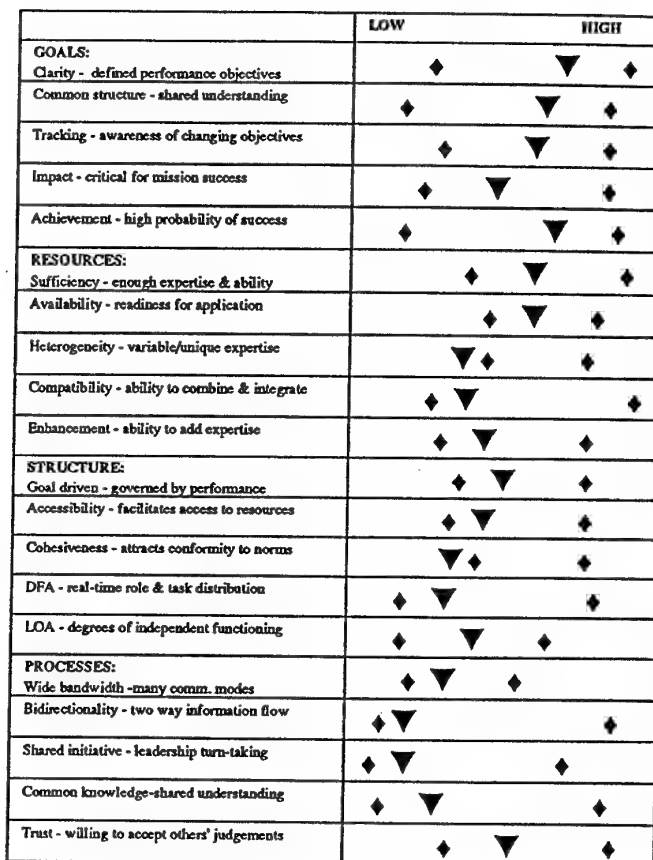 LOW HIGH
GOALS:
Clarity - defined performance objectives
Common structure - shared understanding
Tracking - awareness of changing objectives
Impact - critical for mission success
Achievement - high probability of success
RESOURCES:
Sufficiency - enough expertise & ability
Availability - readiness for application
Heterogeneity - variable/unique expertise
Compatibility - ability to combine & integrate
Enhancement - ability to add expertise
STRUCTURE:
Goal driven - governed by performance
Accessibility - facilitates access to resources
Cohesiveness - attracts conformity to norms
DFA - real-time role & task distribution
LOA - degrees of independent functioning
PROCESSES:
Wide bandwidth -many comm. modes
Bidirectionality - two way information flow
Shared initiative - leadership turn-taking
Common knowledge-shared understanding
Trust - willing to accept others' judgements